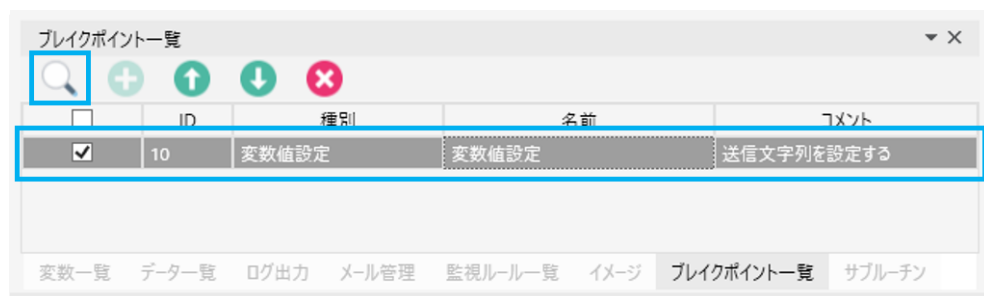 ブレイクポイント一覧
ID 種別 名前 コメント
10 変数値設定 変数値設定 送信文字列を設定する
変数一覧 データ一覧 ログ出力 メール管理 監視ルール一覧 イメージ ブレイクポイント一覧 サブルーチン